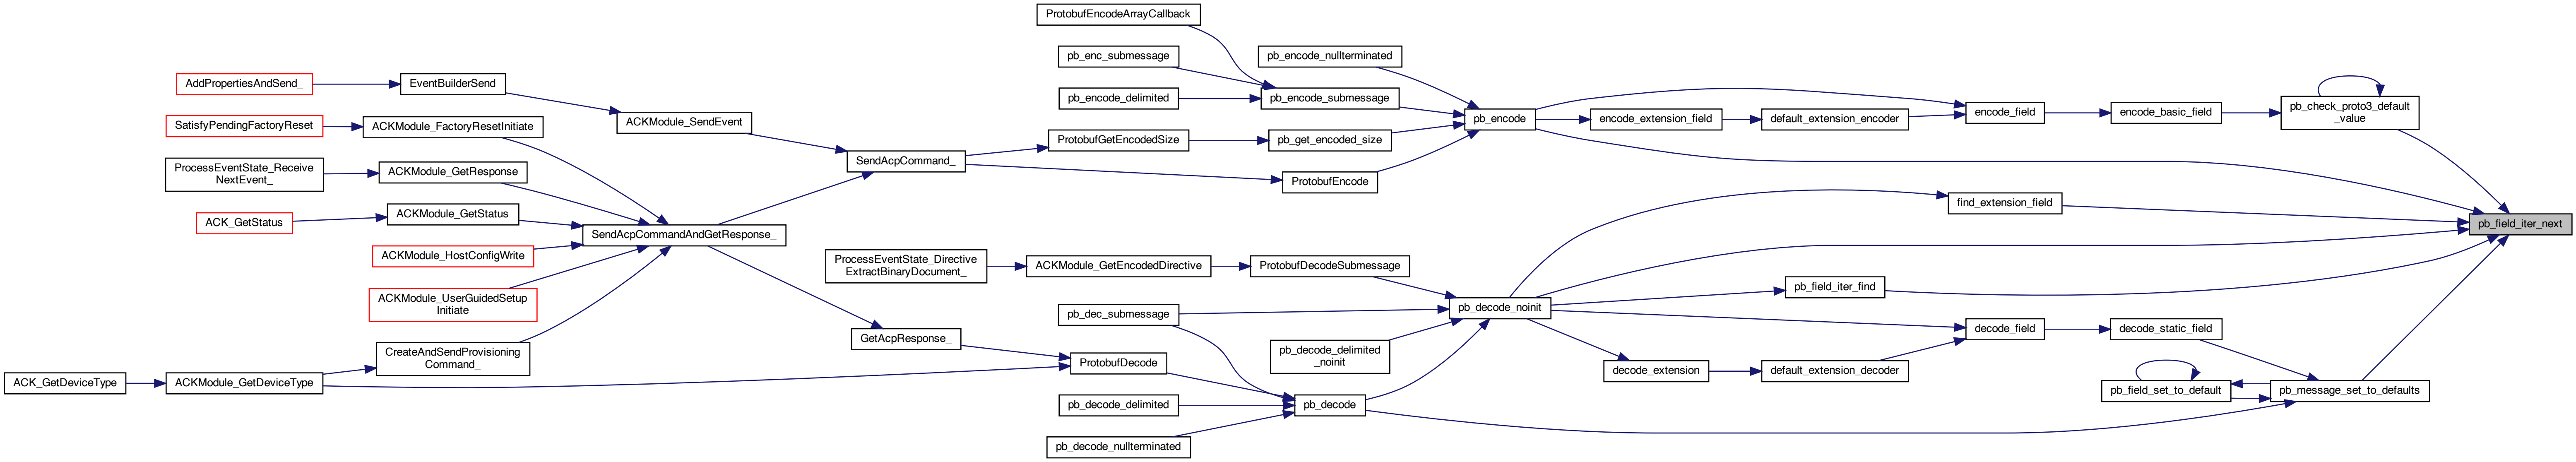 ProtobufEncodeArrayCallback
pb_enc_submessage
pb_encode_nullterminated
AddPropertiesAndSend_
EventBuilderSend
pb_encode_delimited
pb_encode_submessage
pb_check_proto3_default
_value
SatisfyPendingFactoryReset
ACKModule_FactoryResetInitiate
ACKModule_SendEvent
pb_encode
encode_extension_field
default_extension_encoder
encode_field
encode_basic_field
ProtobufGetEncodedSize
pb_get_encoded_size
ProcessEventState_Receive
NextEvent_
ACKModule_GetResponse
SendAcpCommand_
ProtobufEncode
find_extension_field
ACK_GetStatus
ACKModule_GetStatus
pb_field_iter_next
SendAcpCommandAndGetResponse_
ACKModule_HostConfigWrite
ProcessEventState_Directive
ExtractBinaryDocument_
ACKModule_GetEncodedDirective
ProtobufDecodeSubmessage
pb_field_iter_find
ACKModule_UserGuidedSetup
Initiate
pb_dec_submessage
pb_decode_noinit
decode_field
decode_static_field
GetAcpResponse_
pb_decode_delimited
_noinit
CreateAndSendProvisioning
Command_
ProtobufDecode
decode_extension
default_extension_decoder
ACK_GetDeviceType
ACKModule_GetDeviceType
pb_field_set_to_default
pb_message_set_to_defaults
pb_decode_delimited
pb_decode
pb_decode_nullterminated